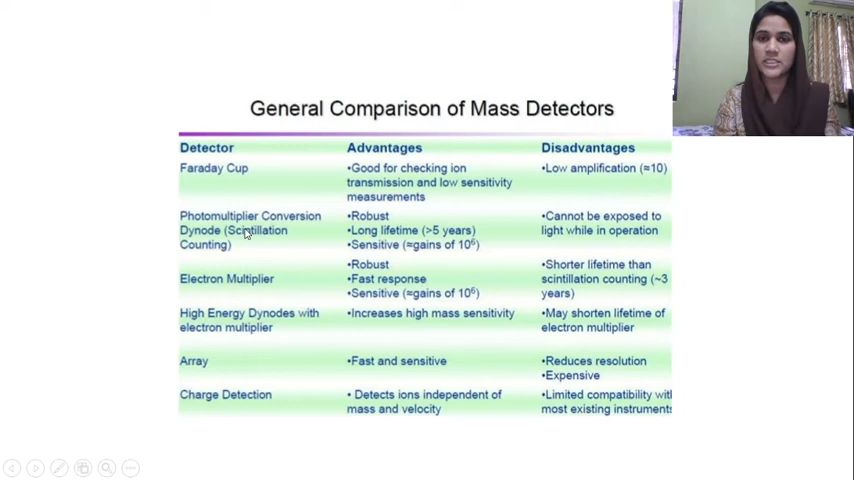 General Comparison of Mass Detectors
Detector Advantages Disadvantages
Faraday Cup
•Good for checking ion
transmission and low sensitivity
measurements
•Low amplification (≈10)
Photomultiplier Conversion
Dynode (Scintillation
Counting)
•Robust
•Long lifetime (>5 years)
•Sensitive (≈gains of 10⁶)
•Cannot be exposed to
light while in operation
Electron Multiplier
•Robust
•Fast response
•Sensitive (≈gains of 10⁶)
•Shorter lifetime than
scintillation counting (~3
years)
High Energy Dynodes with
electron multiplier
•Increases high mass sensitivity
•May shorten lifetime of
electron multiplier
Array
•Fast and sensitive
•Reduces resolution
•Expensive
Charge Detection
• Detects ions independent of
mass and velocity
•Limited compatibility with
most existing instruments